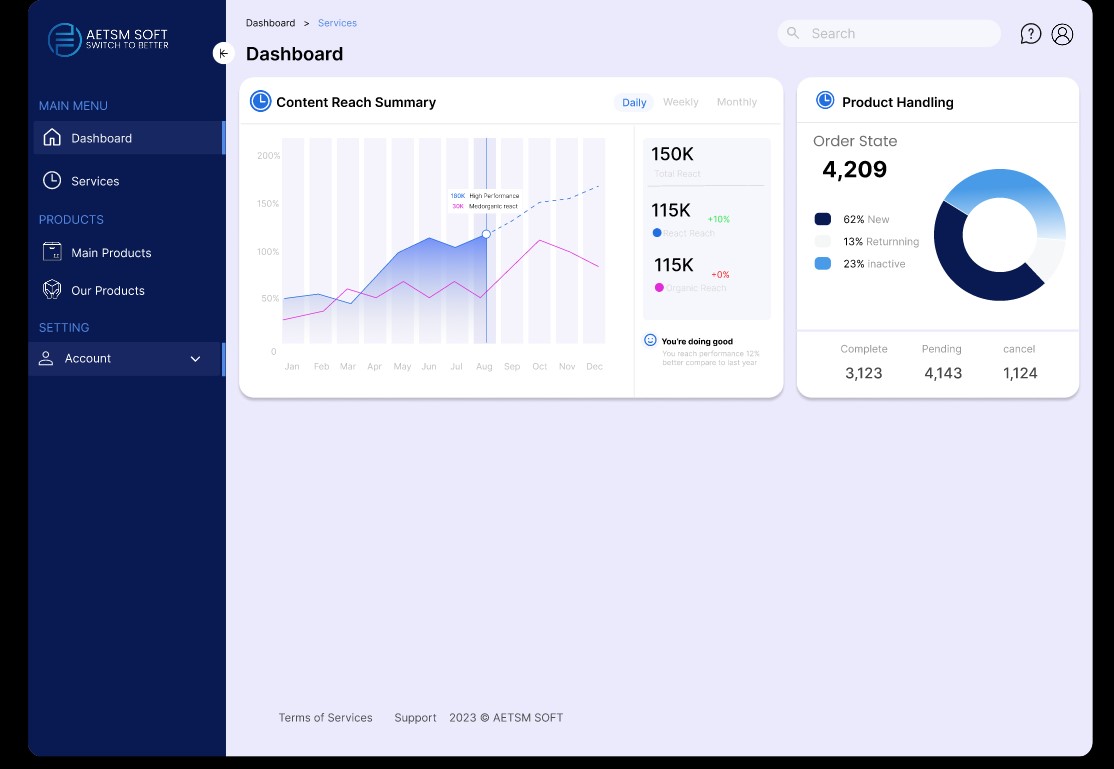 AETSM SOFT
SWITCH TO BETTER
MAIN MENU
Dashboard
Services
PRODUCTS
Main Products
Our Products
SETTING
Account
Dashboard > Services
Dashboard
Search
Content Reach Summary
Daily Weekly Monthly
200%
150%
100%
50%
0
180K High Performance
30K Medorganic react
Jan Feb Mar Apr May Jun Jul Aug Sep Oct Nov Dec
150K
Total React
115K +10%
React Reach
115K +0%
Organic Reach
You're doing good
You reach performance 12%
better compare to last year
Product Handling
Order State
4,209
62% New
13% Returnning
23% Inactive
Complete Pending cancel
3,123 4,143 1,124
Terms of Services Support 2023 © AETSM SOFT